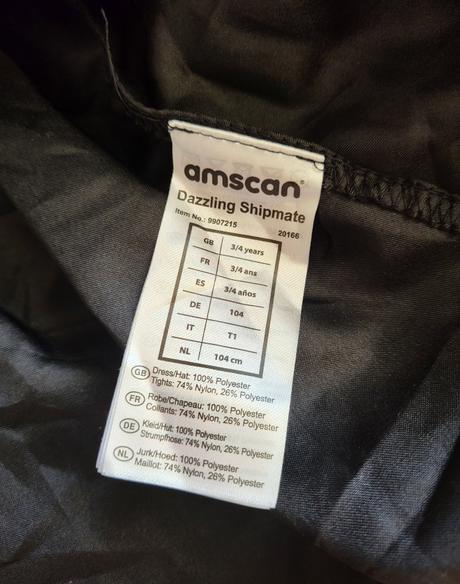 amscan®
Dazzling Shipmate
Item No.: 9907215 20166
GB 3/4 years
FR 3/4 ans
ES 3/4 años
DE 104
IT T1
NL 104 cm
GB Dress/Hat: 100% Polyester
Tights: 74% Nylon, 26% Polyester
FR Robe/Chapeau: 100% Polyester
Collants: 74% Nylon, 26% Polyester
DE Kleid/Hut: 100% Polyester
Strumpfhose: 74% Nylon, 26% Polyester
NL Jurk/Hoed: 100% Polyester
Maillot: 74% Nylon, 26% Polyester